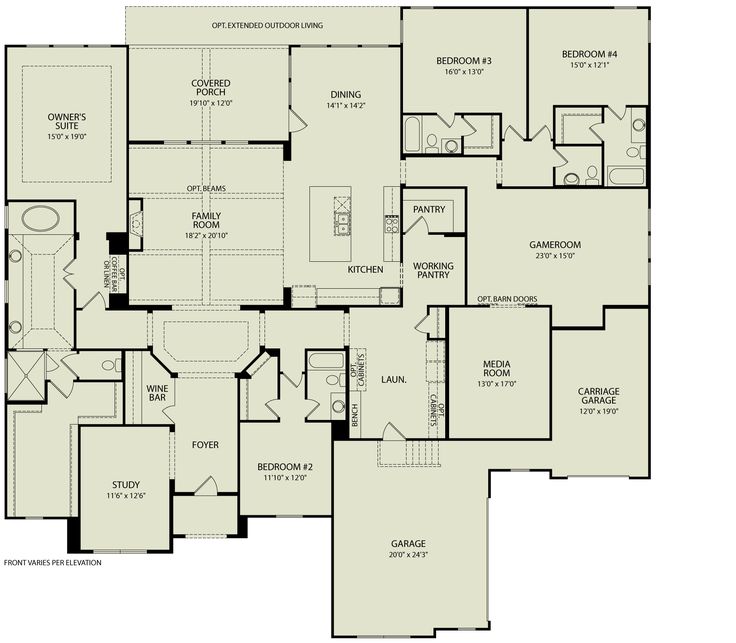 OPT. EXTENDED OUTDOOR LIVING
BEDROOM #3
16'0" x 13'0"
BEDROOM #4
15'0" x 12'1"
COVERED
PORCH
19'10" x 12'0"
DINING
14'1" x 14'2"
OWNER'S
SUITE
15'0" x 19'0"
OPT. BEAMS
FAMILY
ROOM
18'2" x 20'10"
PANTRY
GAMEROOM
23'0" x 15'0"
KITCHEN
WORKING
PANTRY
OPT.
COFFEE BAR
OR LINEN
OPT. BARN DOORS
MEDIA
ROOM
13'0" x 17'0"
CARRIAGE
GARAGE
12'0" x 19'0"
OPT.
CABINETS
LAUN.
BENCH
OPT.
CABINETS
WINE
BAR
FOYER
BEDROOM #2
11'10" x 12'0"
STUDY
11'6" x 12'6"
GARAGE
20'0" x 24'3"
FRONT VARIES PER ELEVATION